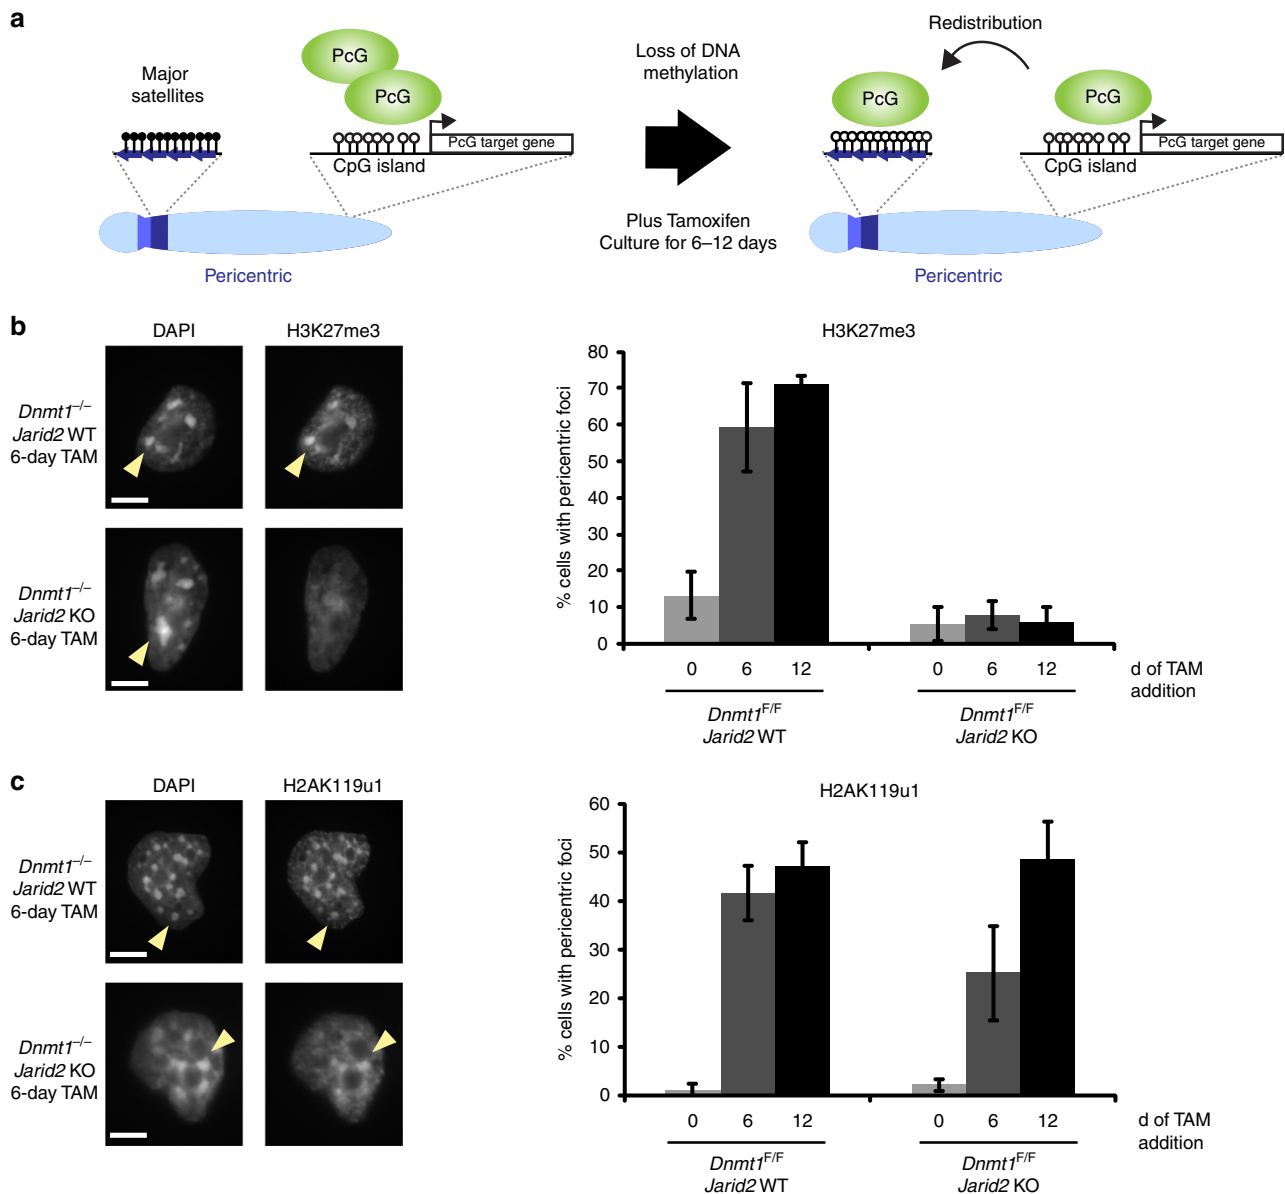 a
Major
satellites
PcG
PcG
CpG island
PcG target gene
Pericentric
Loss of DNA
methylation
Plus Tamoxifen
Culture for 6–12 days
Redistribution
PcG
PcG
CpG island
PcG target gene
Pericentric
b
DAPI
H3K27me3
Dnmt1–/–
Jarid2 WT
6-day TAM
Dnmt1–/–
Jarid2 KO
6-day TAM
H3K27me3
% cells with pericentric foci
80
70
60
50
40
30
20
10
0
0 6 12 0 6 12
d of TAM
addition
Dnmt1F/F
Jarid2 WT
Dnmt1F/F
Jarid2 KO
c
DAPI
H2AK119u1
Dnmt1–/–
Jarid2 WT
6-day TAM
Dnmt1–/–
Jarid2 KO
6-day TAM
H2AK119u1
% cells with pericentric foci
60
50
40
30
20
10
0
0 6 12 0 6 12
d of TAM
addition
Dnmt1F/F
Jarid2 WT
Dnmt1F/F
Jarid2 KO